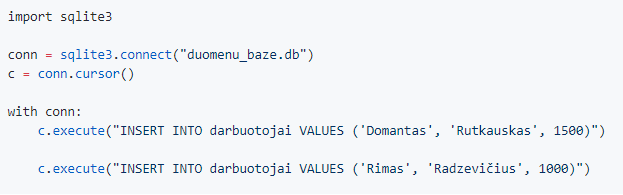 import sqlite3
conn = sqlite3.connect("duomenu_baze.db")
c = conn.cursor()
with conn:
c.execute("INSERT INTO darbuotojai VALUES ('Domantas', 'Rutkauskas', 1500)")
c.execute("INSERT INTO darbuotojai VALUES ('Rimas', 'Radzevičius', 1000)")